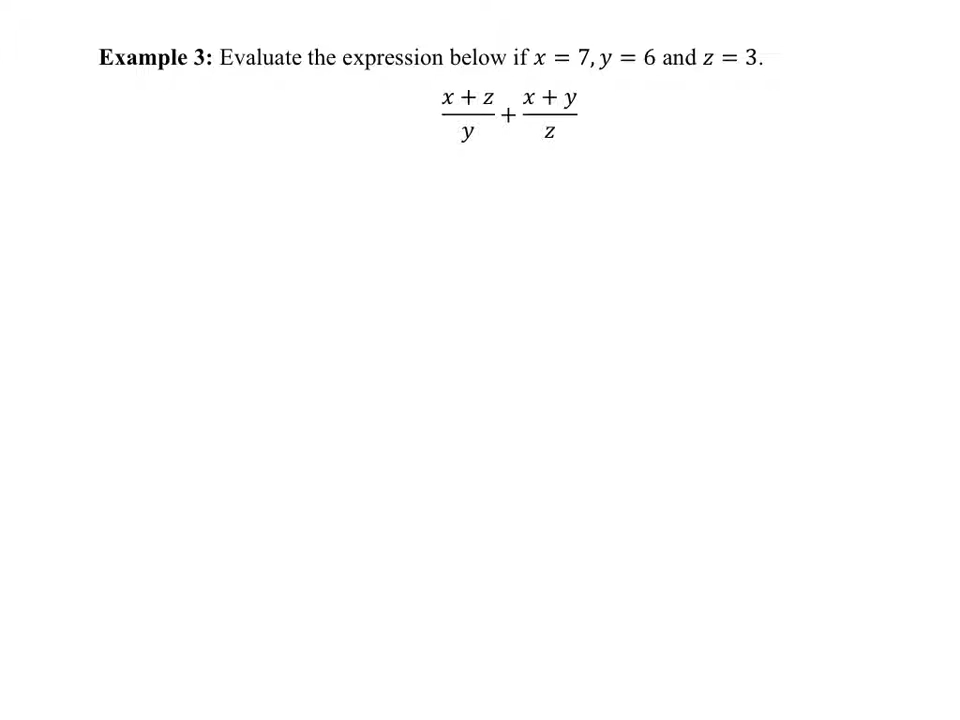 Example 3: Evaluate the expression below if x = 7, y = 6 and z = 3.
x + z / y + x + y / z